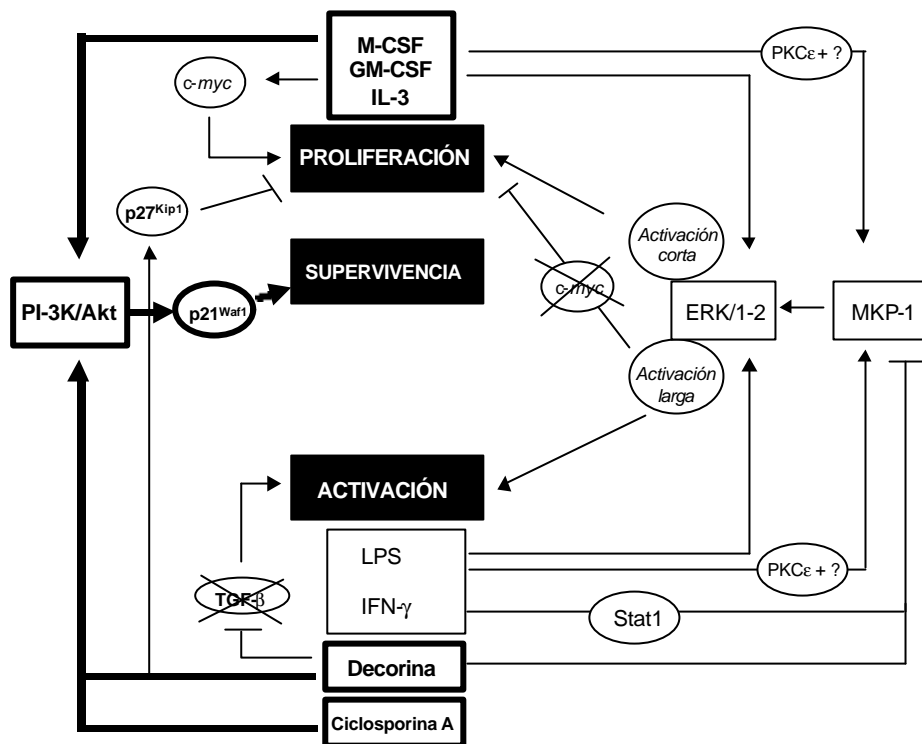 M-CSF
GM-CSF
IL-3
PKCε + ?
c-myc
PROLIFERACIÓN
p27Kip1
Activación
corta
SUPERVIVENCIA
c-myc
PI-3K/Akt
p21Waf1
ERK/1-2
MKP-1
Activación
larga
ACTIVACIÓN
LPS
PKCε + ?
TGF-β
IFN-γ
Stat1
Decorina
Ciclosporina A